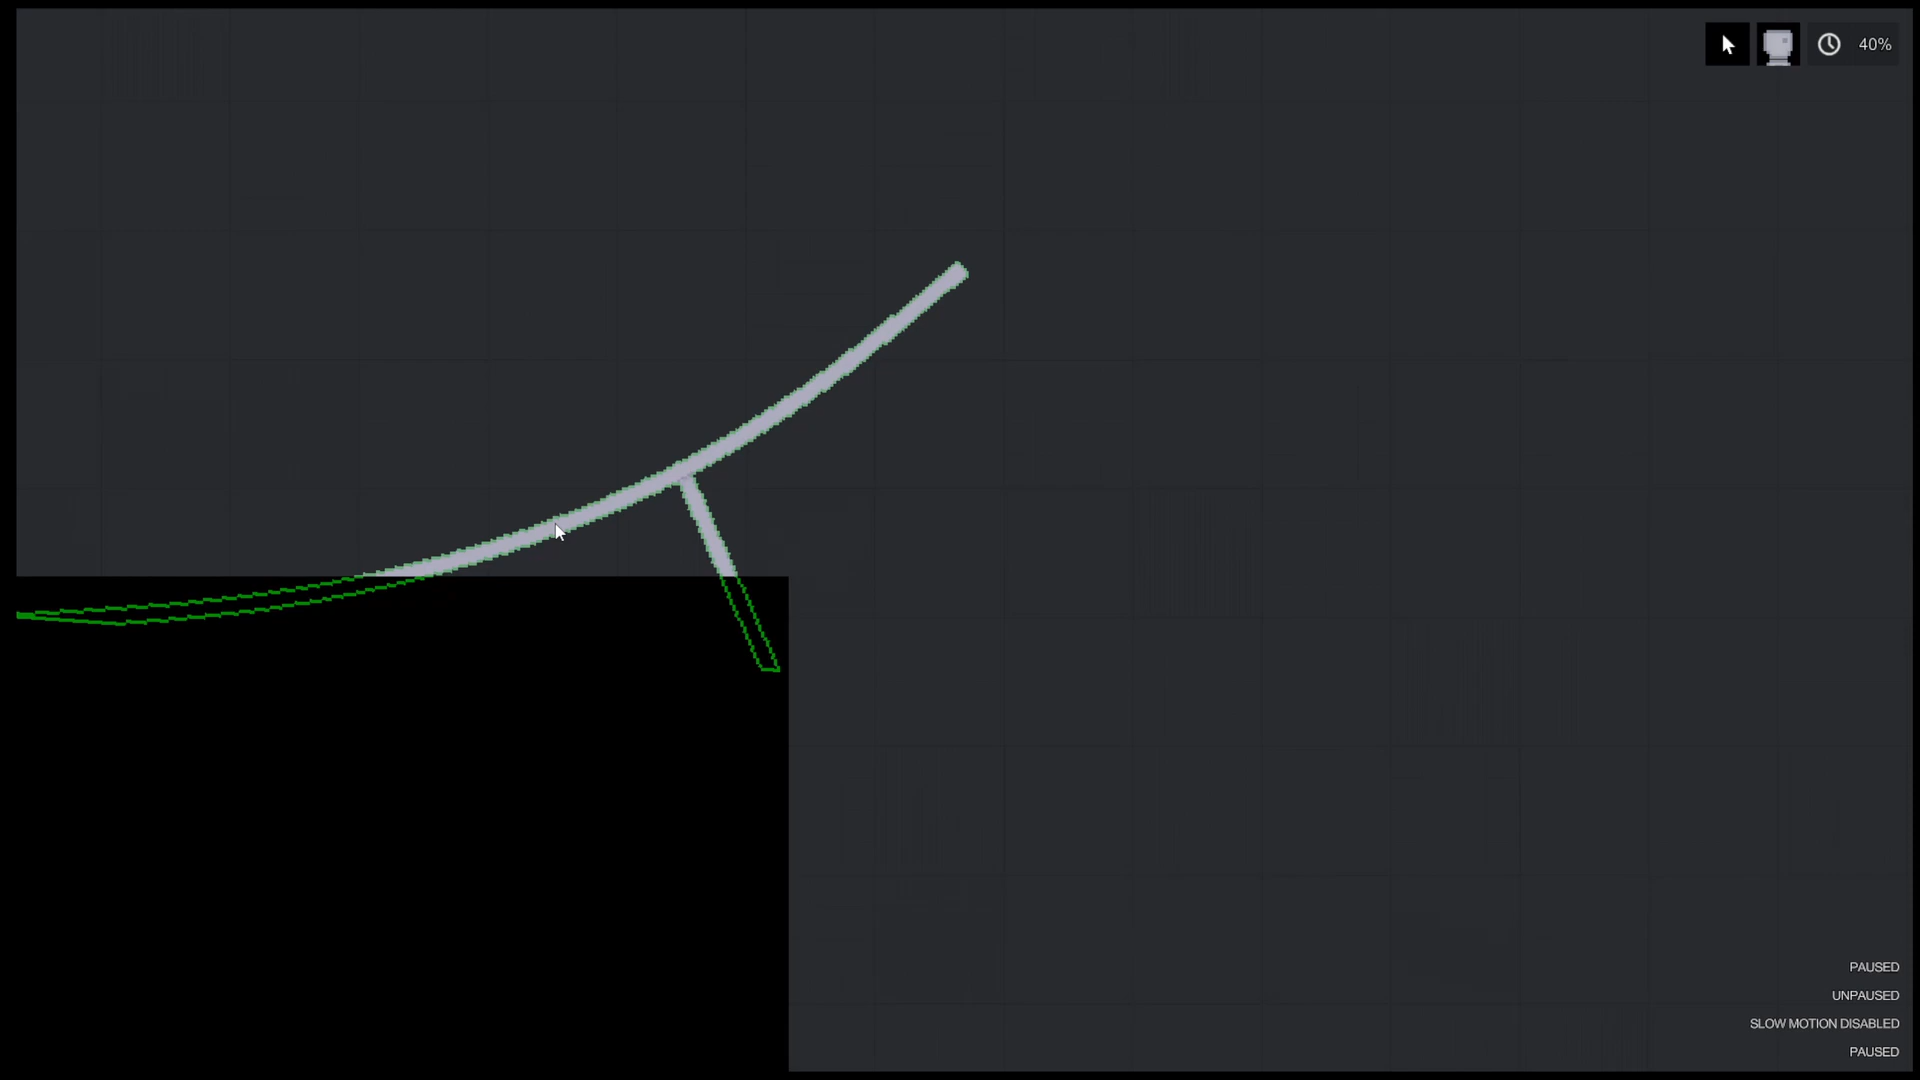 40%
PAUSED
UNPAUSED
SLOW MOTION DISABLED
PAUSED